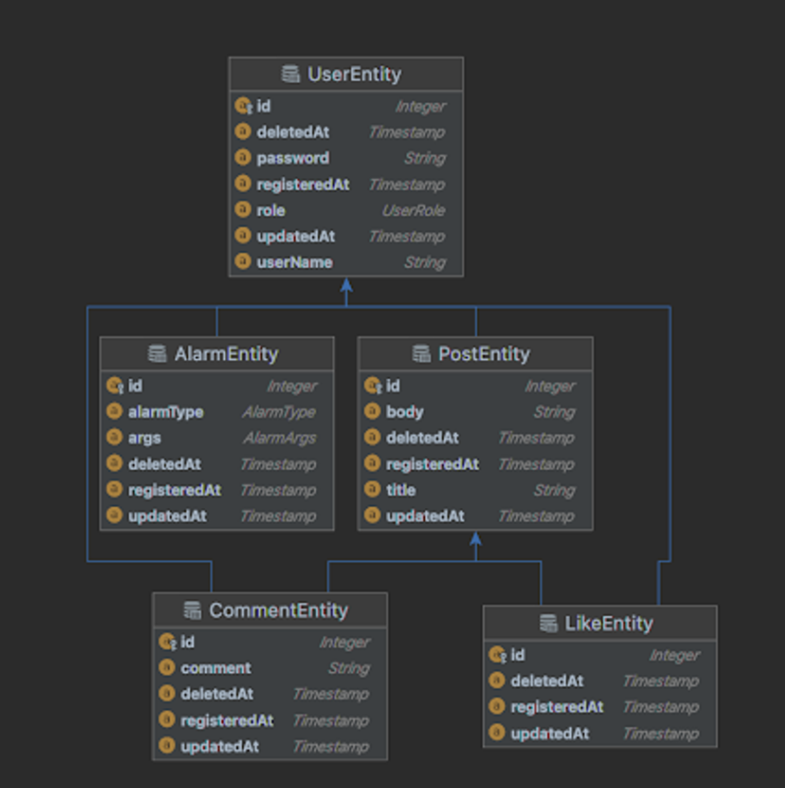 UserEntity
id Integer
deletedAt Timestamp
password String
registeredAt Timestamp
role UserRole
updatedAt Timestamp
userName String
AlarmEntity
id Integer
alarmType AlarmType
args AlarmArgs
deletedAt Timestamp
registeredAt Timestamp
updatedAt Timestamp
PostEntity
id Integer
body String
deletedAt Timestamp
registeredAt Timestamp
title String
updatedAt Timestamp
CommentEntity
id Integer
comment String
deletedAt Timestamp
registeredAt Timestamp
updatedAt Timestamp
LikeEntity
id Integer
deletedAt Timestamp
registeredAt Timestamp
updatedAt Timestamp